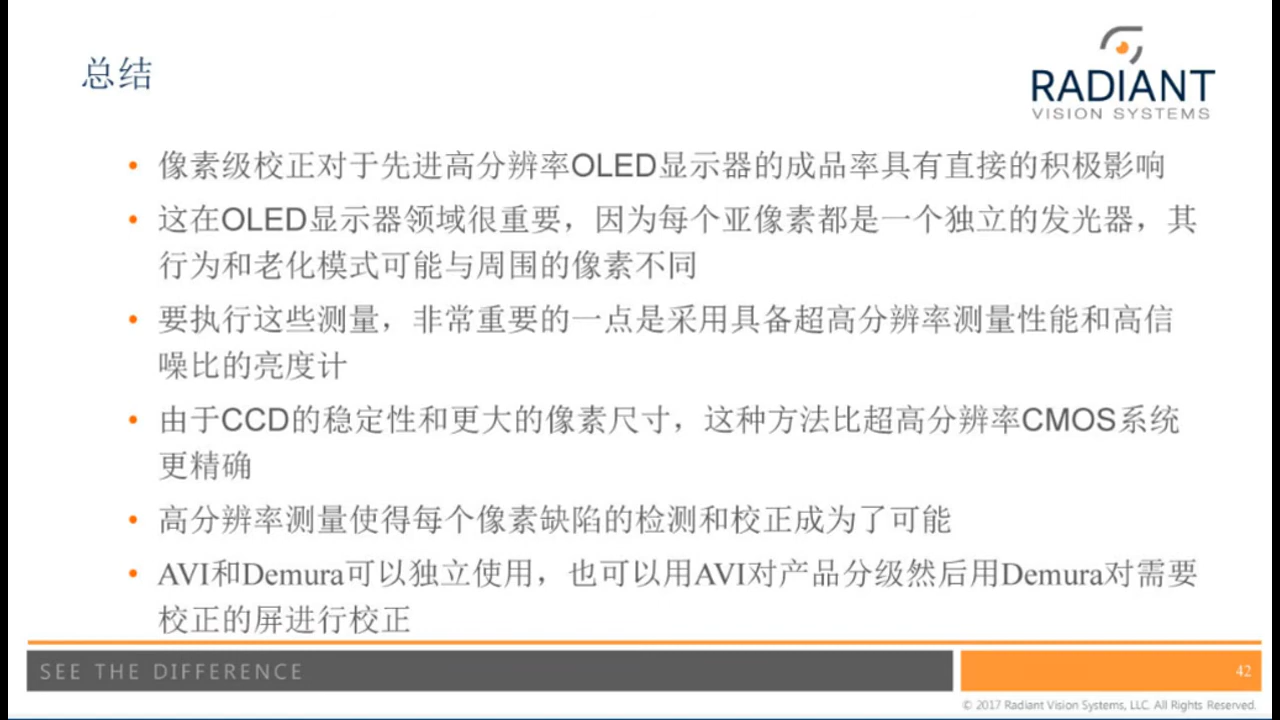 总结
RADIANT
VISION SYSTEMS
• 像素级校正对于先进高分辨率OLED显示器的成品率具有直接的积极影响
• 这在OLED显示器领域很重要，因为每个亚像素都是一个独立的发光器，其
行为和老化模式可能与周围的像素不同
• 要执行这些测量，非常重要的一点是采用具备超高分辨率测量性能和高信
噪比的亮度计
• 由于CCD的稳定性和更大的像素尺寸，这种方法比超高分辨率CMOS系统
更精确
• 高分辨率测量使得每个像素缺陷的检测和校正成为了可能
• AVI和Demura可以独立使用，也可以用AVI对产品分级然后用Demura对需要
校正的屏进行校正
SEE THE DIFFERENCE
42
© 2017 Radiant Vision Systems, LLC. All Rights Reserved.